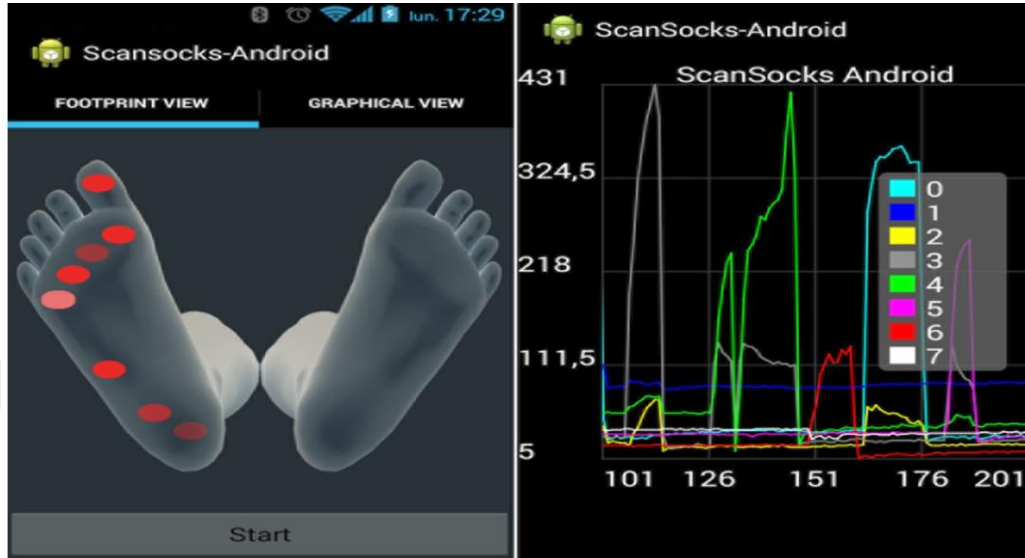 lun. 17:29
Scansocks-Android
FOOTPRINT VIEW
GRAPHICAL VIEW
Start
ScanSocks-Android
ScanSocks Android
431
324,5
218
111,5
5
101 126 151 176 201
0
1
2
3
4
5
6
7